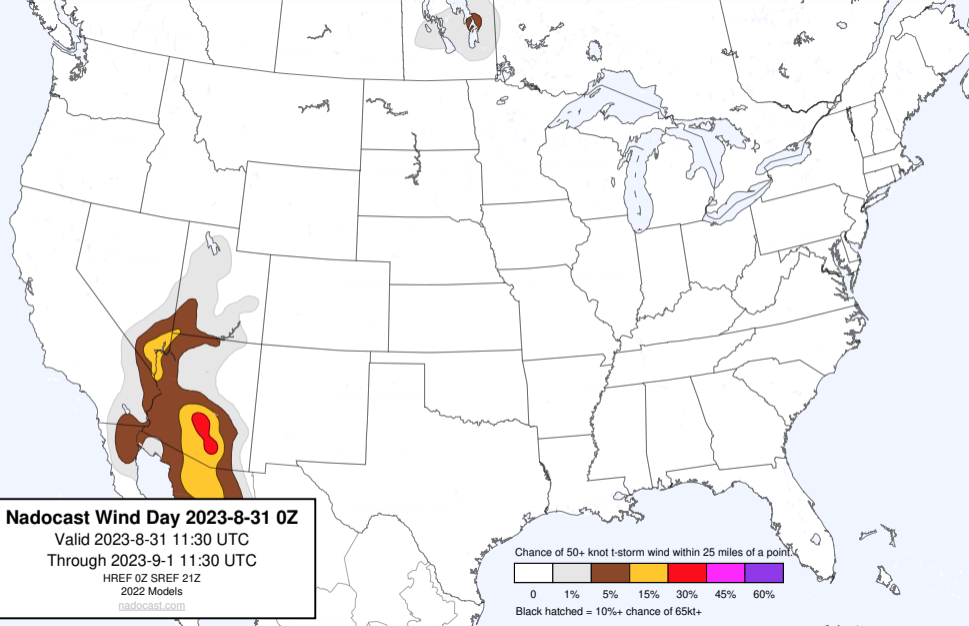 Nadocast Wind Day 2023-8-31 0Z
Valid 2023-8-31 11:30 UTC
Through 2023-9-1 11:30 UTC
HREF 0Z SREF 21Z
2022 Models
nadocast.com
Chance of 50+ knot t-storm wind within 25 miles of a point.
0 1% 5% 15% 30% 45% 60%
Black hatched = 10%+ chance of 65kt+